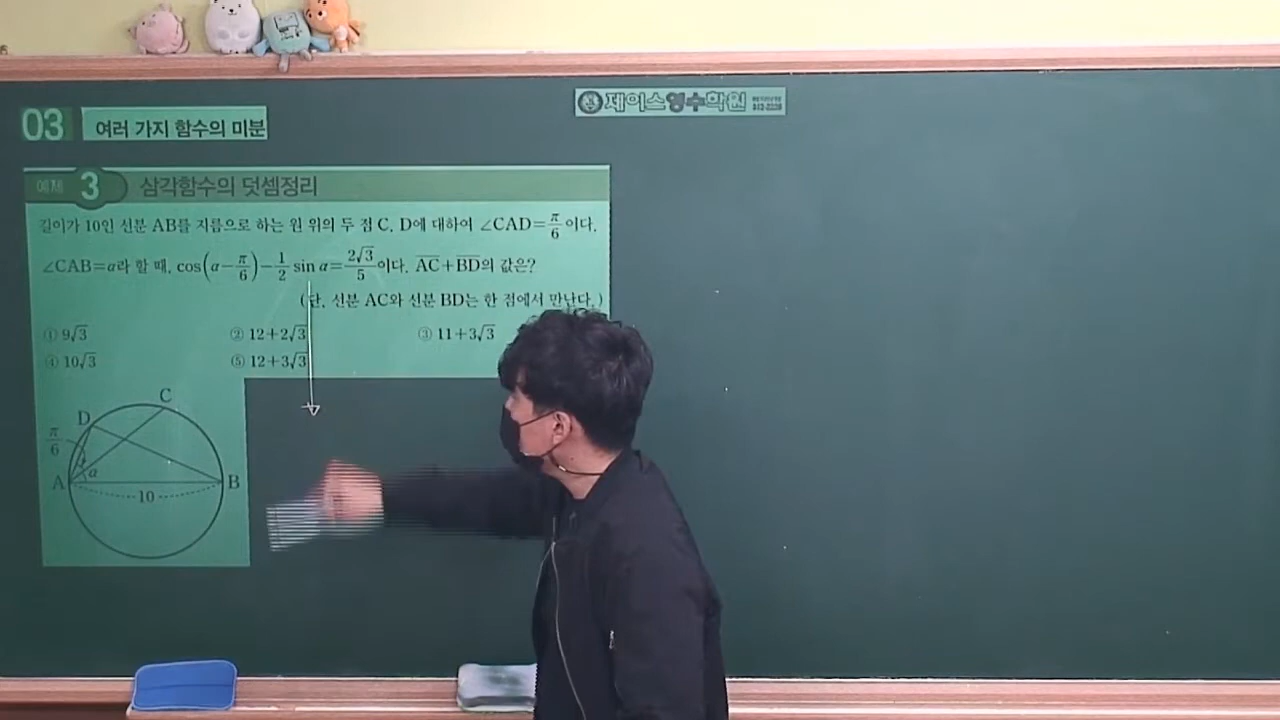 제이스영수학원
03 여러 가지 함수의 미분
예제 3 삼각함수의 덧셈정리
길이가 10인 선분 AB를 지름으로 하는 원 위의 두 점 C, D에 대하여 ∠CAD=π/6이다.
∠CAB=α라 할 때, cos(α−π/6)−1/2 sin α=2√3/5이다. AC+BD의 값은?
(단, 선분 AC와 선분 BD는 한 점에서 만난다.)
① 9√3 ② 12+2√3 ③ 11+3√3
④ 10√3 ⑤ 12+3√3
C
D
π/6
α
A B
10